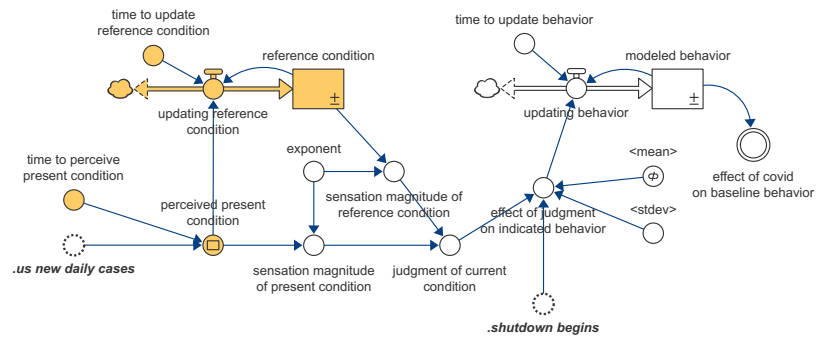 time to update
reference condition
time to update behavior
reference condition
modeled behavior
±
±
updating reference
condition
updating behavior
exponent
<mean>
time to perceive
present condition
effect of covid
on baseline behavior
sensation magnitude of
reference condition
perceived present
condition
effect of judgment
on indicated behavior
<stdev>
.us new daily cases
sensation magnitude
of present condition
judgment of current
condition
.shutdown begins